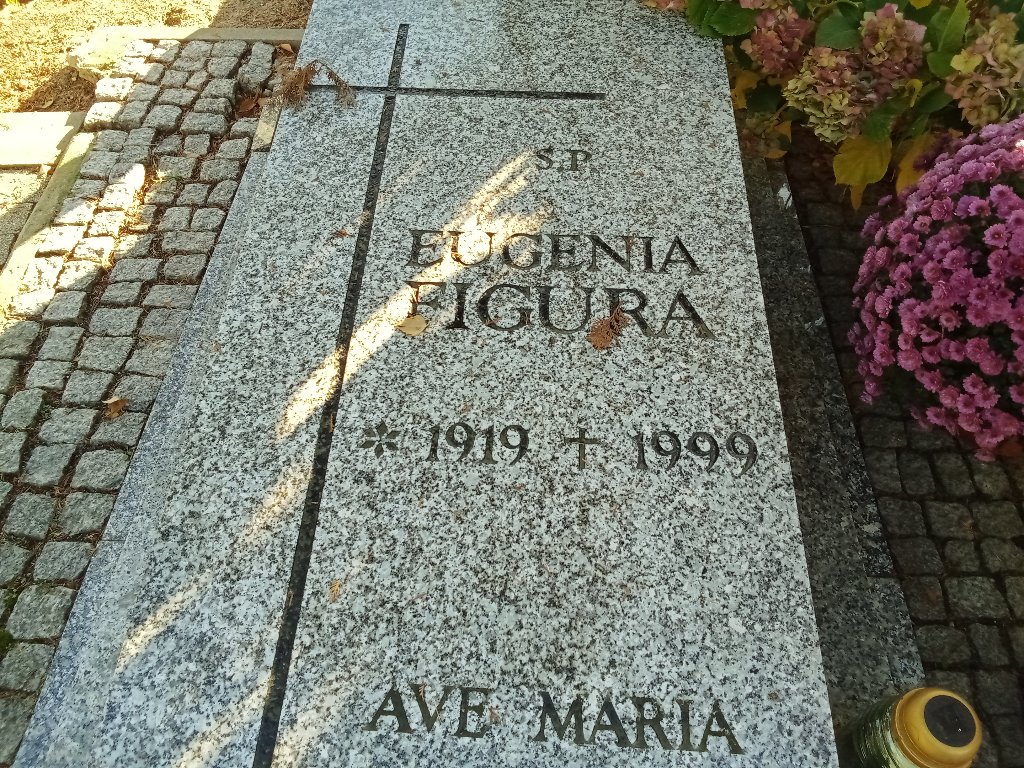 Ś.P.
EUGENIA
FIGURA
* 1919 † 1999
AVE MARIA